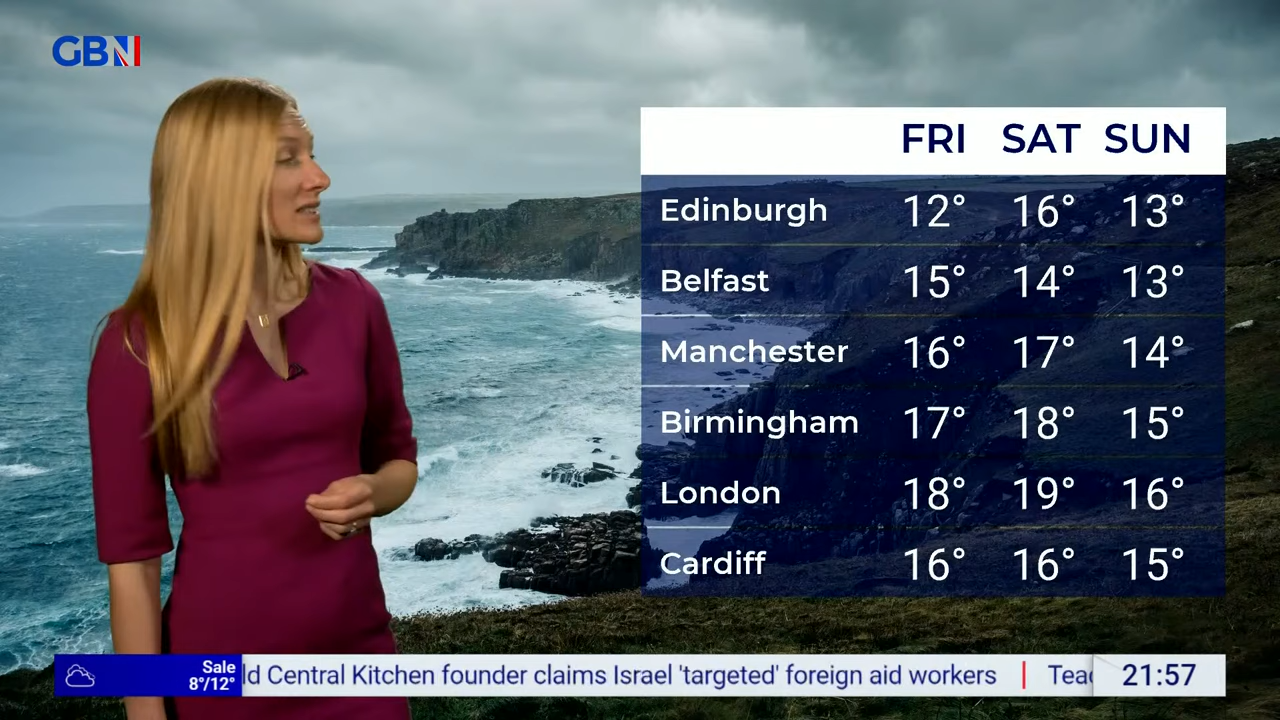 GBN
FRI SAT SUN
Edinburgh 12° 16° 13°
Belfast 15° 14° 13°
Manchester 16° 17° 14°
Birmingham 17° 18° 15°
London 18° 19° 16°
Cardiff 16° 16° 15°
Sale
8°/12°
ld Central Kitchen founder claims Israel 'targeted' foreign aid workers | Teac
21:57